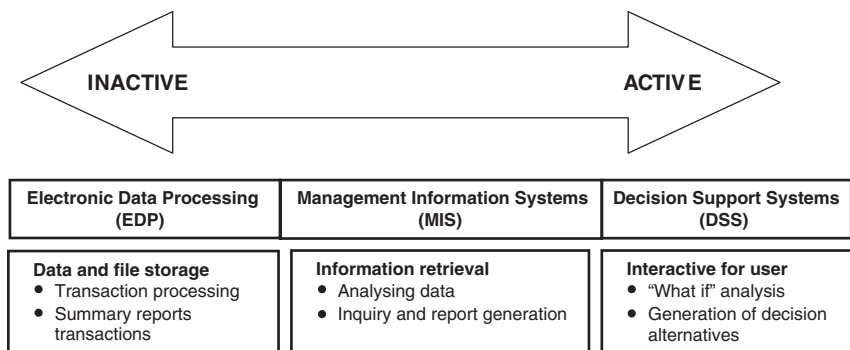 INACTIVE ACTIVE
Electronic Data Processing
(EDP)
Management Information Systems
(MIS)
Decision Support Systems
(DSS)
Data and file storage
• Transaction processing
• Summary reports
transactions
Information retrieval
• Analysing data
• Inquiry and report generation
Interactive for user
• “What if” analysis
• Generation of decision
alternatives